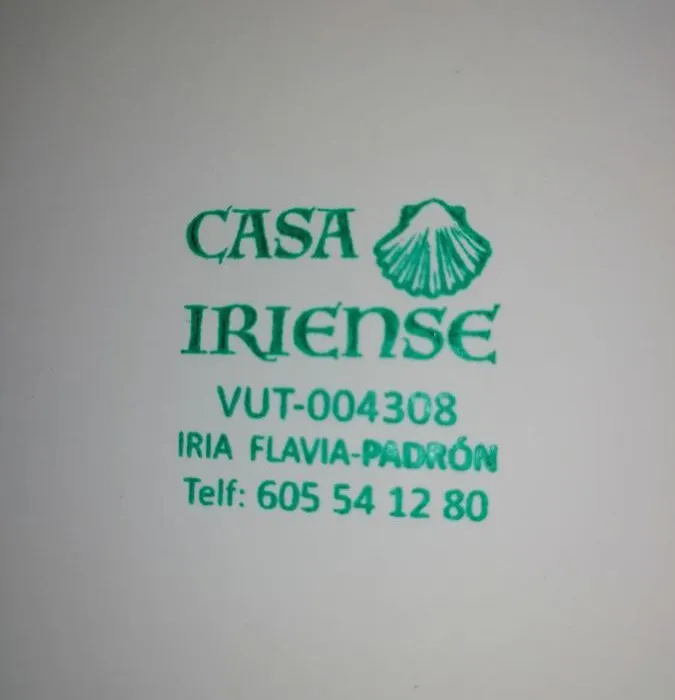 CASA
IRIENSE
VUT-004308
IRIA FLAVIA-PADRÓN
Telf: 605 54 12 80